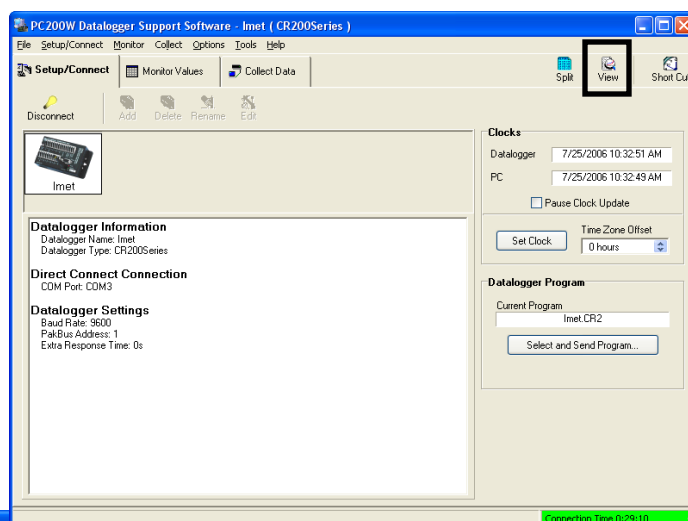 PC200W Datalogger Support Software - Imet ( CR200Series )
File Setup/Connect Monitor Collect Options Tools Help
Setup/Connect Monitor Values Collect Data
Split View Short Cu
Disconnect Add Delete Rename Edit
Imet
Clocks
Datalogger 7/25/2006 10:32:51 AM
PC 7/25/2006 10:32:49 AM
Pause Clock Update
Set Clock
Time Zone Offset
0 hours
Datalogger Information
Datalogger Name: Imet
Datalogger Type: CR200Series
Direct Connect Connection
COM Port: COM3
Datalogger Settings
Baud Rate: 9600
PakBus Address: 1
Extra Response Time: 0s
Datalogger Program
Current Program
Imet.CR2
Select and Send Program...
Connection Time 0:29:10